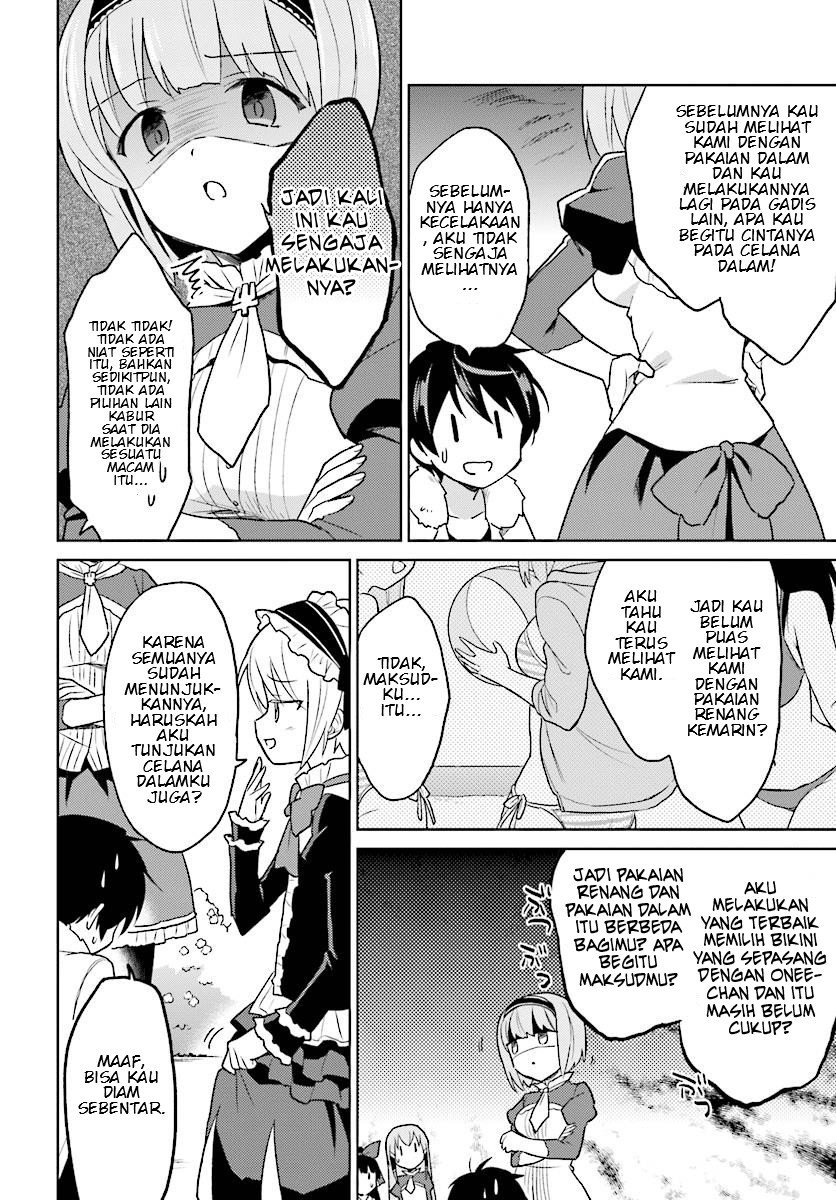 SEBELUMNYA KAU
SUDAH MELIHAT
KAMI DENGAN
PAKAIAN DALAM
DAN KAU
MELAKUKANNYA
LAGI PADA GADIS
LAIN, APA KAU
BEGITU CINTANYA
PADA CELANA
DALAM!
SEBELUM-
NYA HANYA
KECELAKAAN
, AKU TIDAK
SENGAJA
MELIHATNYA
...
JADI KALI
INI KAU
SENGAJA
MELAKUKAN-
NYA?
TIDAK TIDAK!
TIDAK ADA
NIAT SEPERTI
ITU, BAHKAN
SEDIKITPUN,
TIDAK ADA
PILIHAN LAIN
KABUR
SAAT DIA
MELAKUKAN
SESUATU
MACAM
ITU...
JADI KAU
BELUM
PUAS
MELIHAT
KAMI
DENGAN
PAKAIAN
RENANG
KEMARIN?
AKU
TAHU
KAU
TERUS
MELIHAT
KAMI.
TIDAK,
MAKSUD-
KU...
ITU...
KARENA
SEMUANYA
SUDAH
MENUNJUK-
KANNYA,
HARUSKAH
AKU
TUNJUKAN
CELANA
DALAMKU
JUGA?
MAAF,
BISA KAU
DIAM
SEBENTAR.
AKU
MELAKUKAN
YANG TERBAIK
MEMILIH BIKINI
YANG SEPASANG
DENGAN ONEE-
CHAN DAN ITU
MASIH BELUM
CUKUP?
JADI PAKAIAN
RENANG DAN
PAKAIAN DALAM
ITU BERBEDA
BAGIMU? APA
BEGITU
MAKSUDMU?